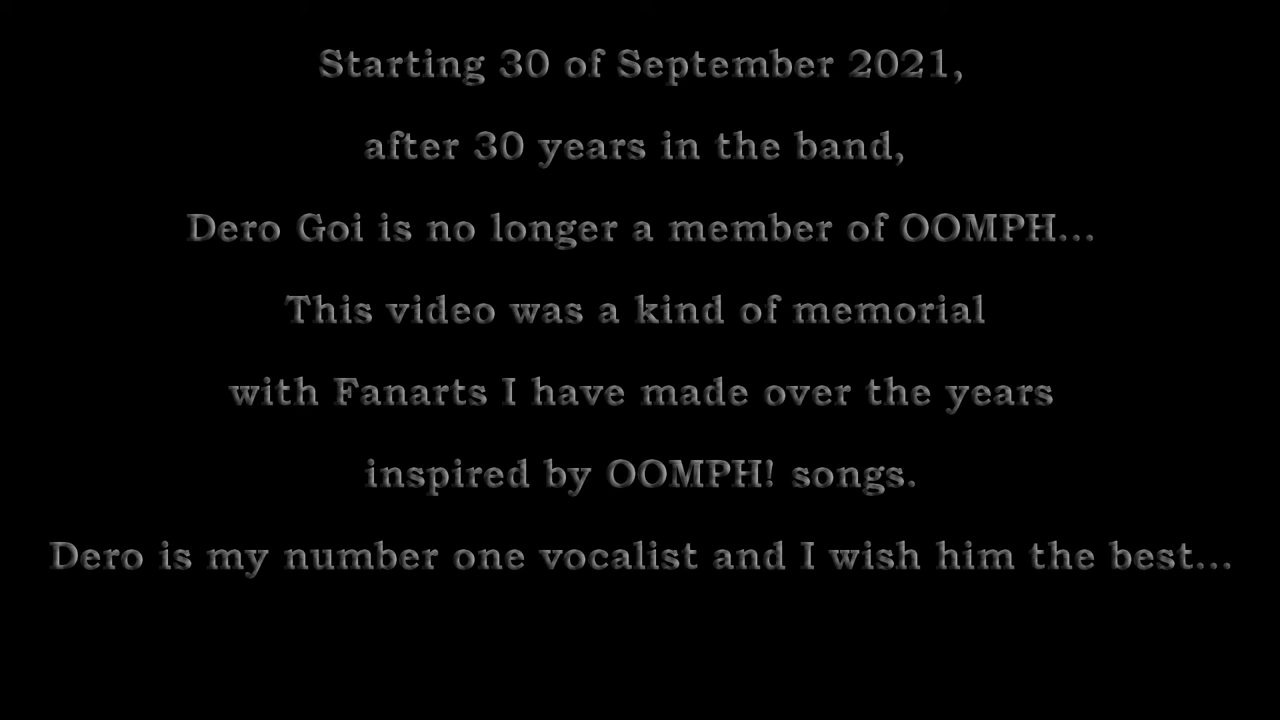 Starting 30 of September 2021,
after 30 years in the band,
Dero Goi is no longer a member of OOMPH...
This video was a kind of memorial
with Fanarts I have made over the years
inspired by OOMPH! songs.
Dero is my number one vocalist and I wish him the best...